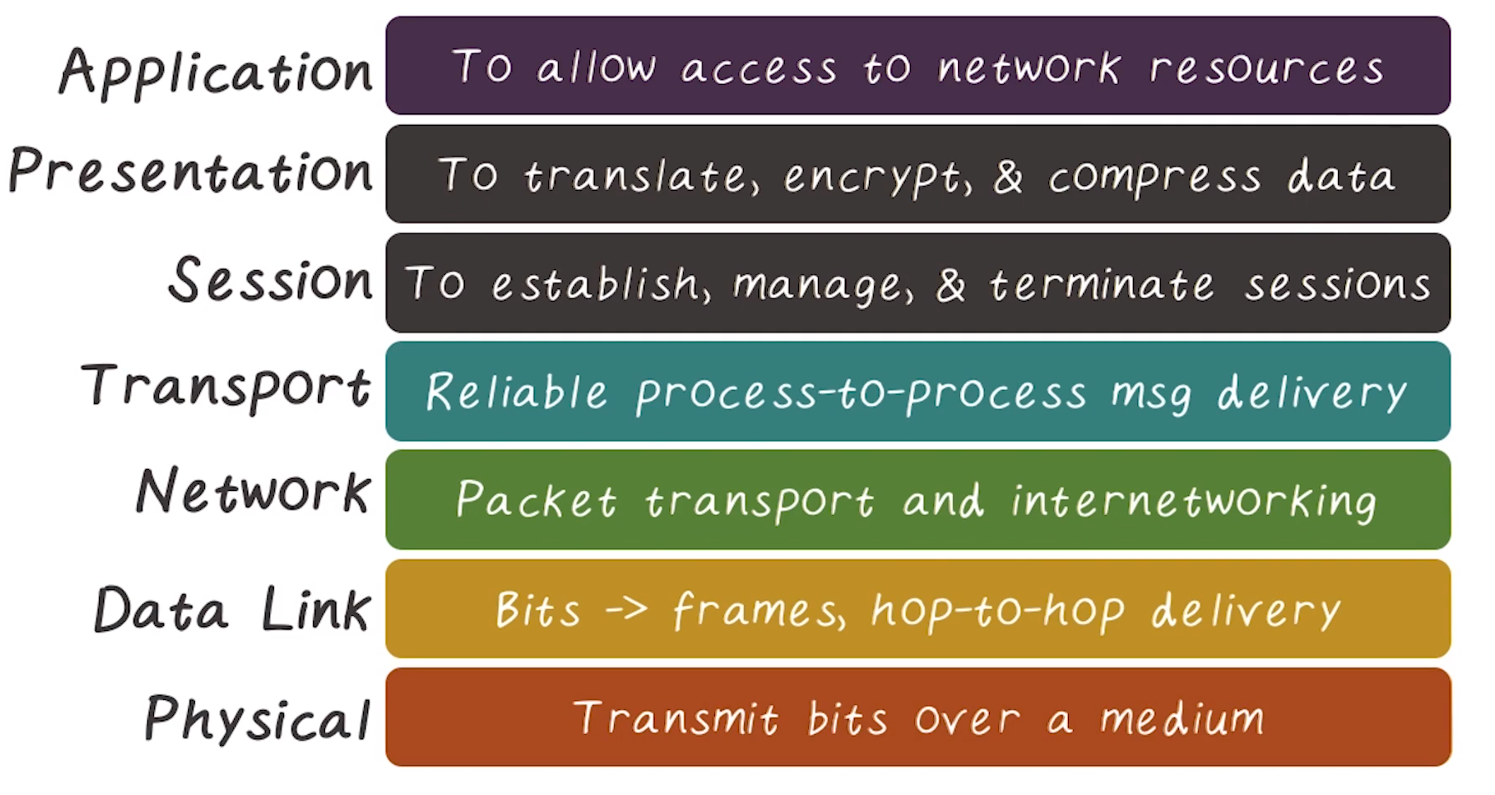 Application To allow access to network resources
Presentation To translate, encrypt, & compress data
Session To establish, manage, & terminate sessions
Transport Reliable process-to-process msg delivery
Network Packet transport and internetworking
Data Link Bits -> frames, hop-to-hop delivery
Physical Transmit bits over a medium